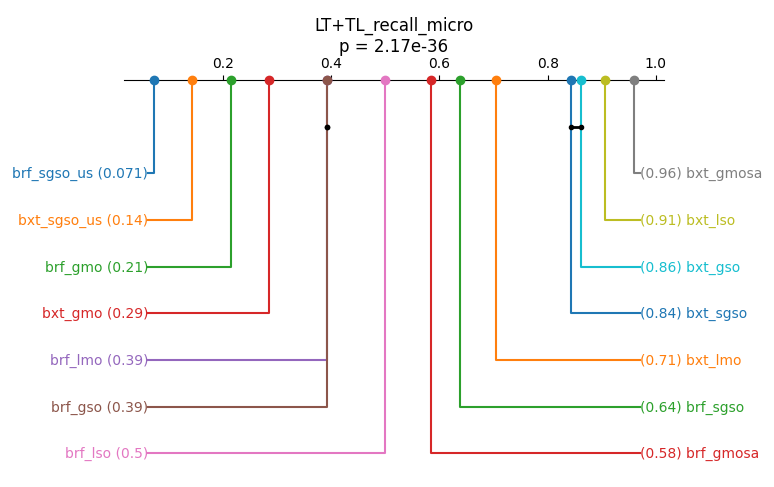 LT+TL_recall_micro
p = 2.17e-36
0.2 0.4 0.6 0.8 1.0
brf_sgso_us (0.071) (0.96) bxt_gmosa
bxt_sgso_us (0.14) (0.91) bxt_lso
brf_gmo (0.21) (0.86) bxt_gso
bxt_gmo (0.29) (0.84) bxt_sgso
brf_lmo (0.39) (0.71) bxt_lmo
brf_gso (0.39) (0.64) brf_sgso
brf_lso (0.5) (0.58) brf_gmosa